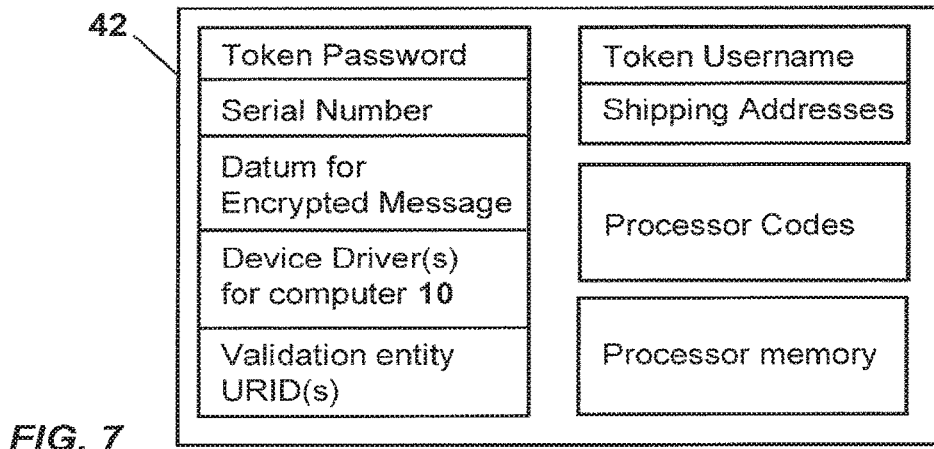 42
Token Password
Serial Number
Datum for
Encrypted Message
Device Driver(s)
for computer 10
Validation entity
URID(s)
Token Username
Shipping Addresses
Processor Codes
Processor memory
FIG. 7